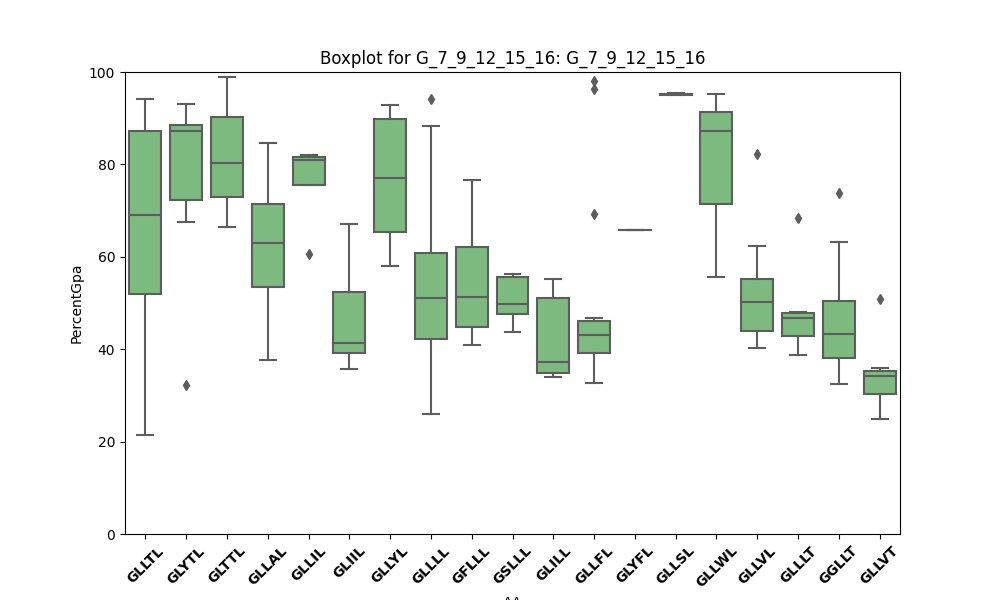 Boxplot for G_7_9_12_15_16: G_7_9_12_15_16
PercentGpa
100
80
60
40
20
0
GLLTL GLYTL GLTTL GLLAL GLLIL GLIIL GLLYL GLLLL GFLLL GSLLL GLILL GLLFL GLYFL GLLSL GLLWL GLLVL GLLLT GGLLT GLLVT